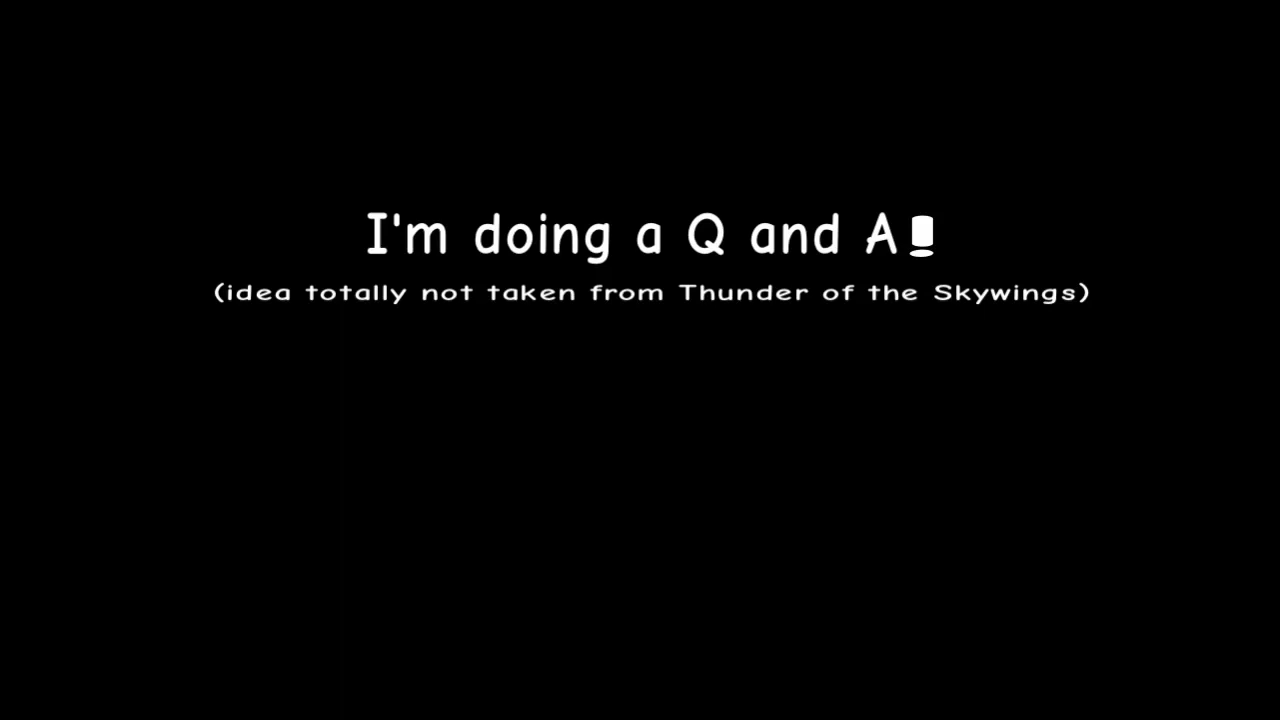 I'm doing a Q and A!
(idea totally not taken from Thunder of the Skywings)